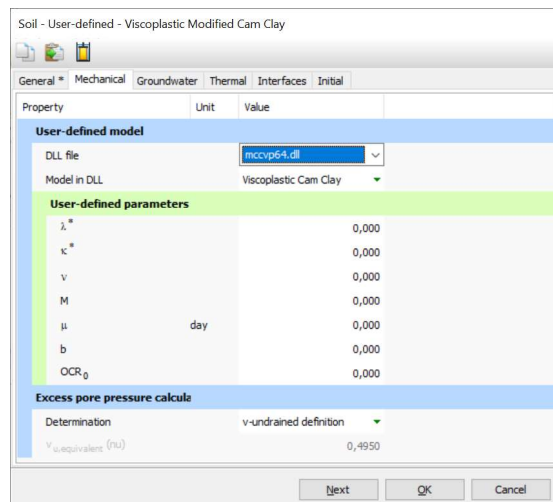 Soil - User-defined - Viscoplastic Modified Cam Clay
General * Mechanical Groundwater Thermal Interfaces Initial
Property Unit Value
User-defined model
DLL file mccvp64.dll
Model in DLL Viscoplastic Cam Clay
User-defined parameters
λ* 0,000
κ* 0,000
ν 0,000
M 0,000
μ day 0,000
b 0,000
OCR0 0,000
Excess pore pressure calcula
Determination v-undrained definition
νu,equivalent (nu) 0,4950
Next OK Cancel